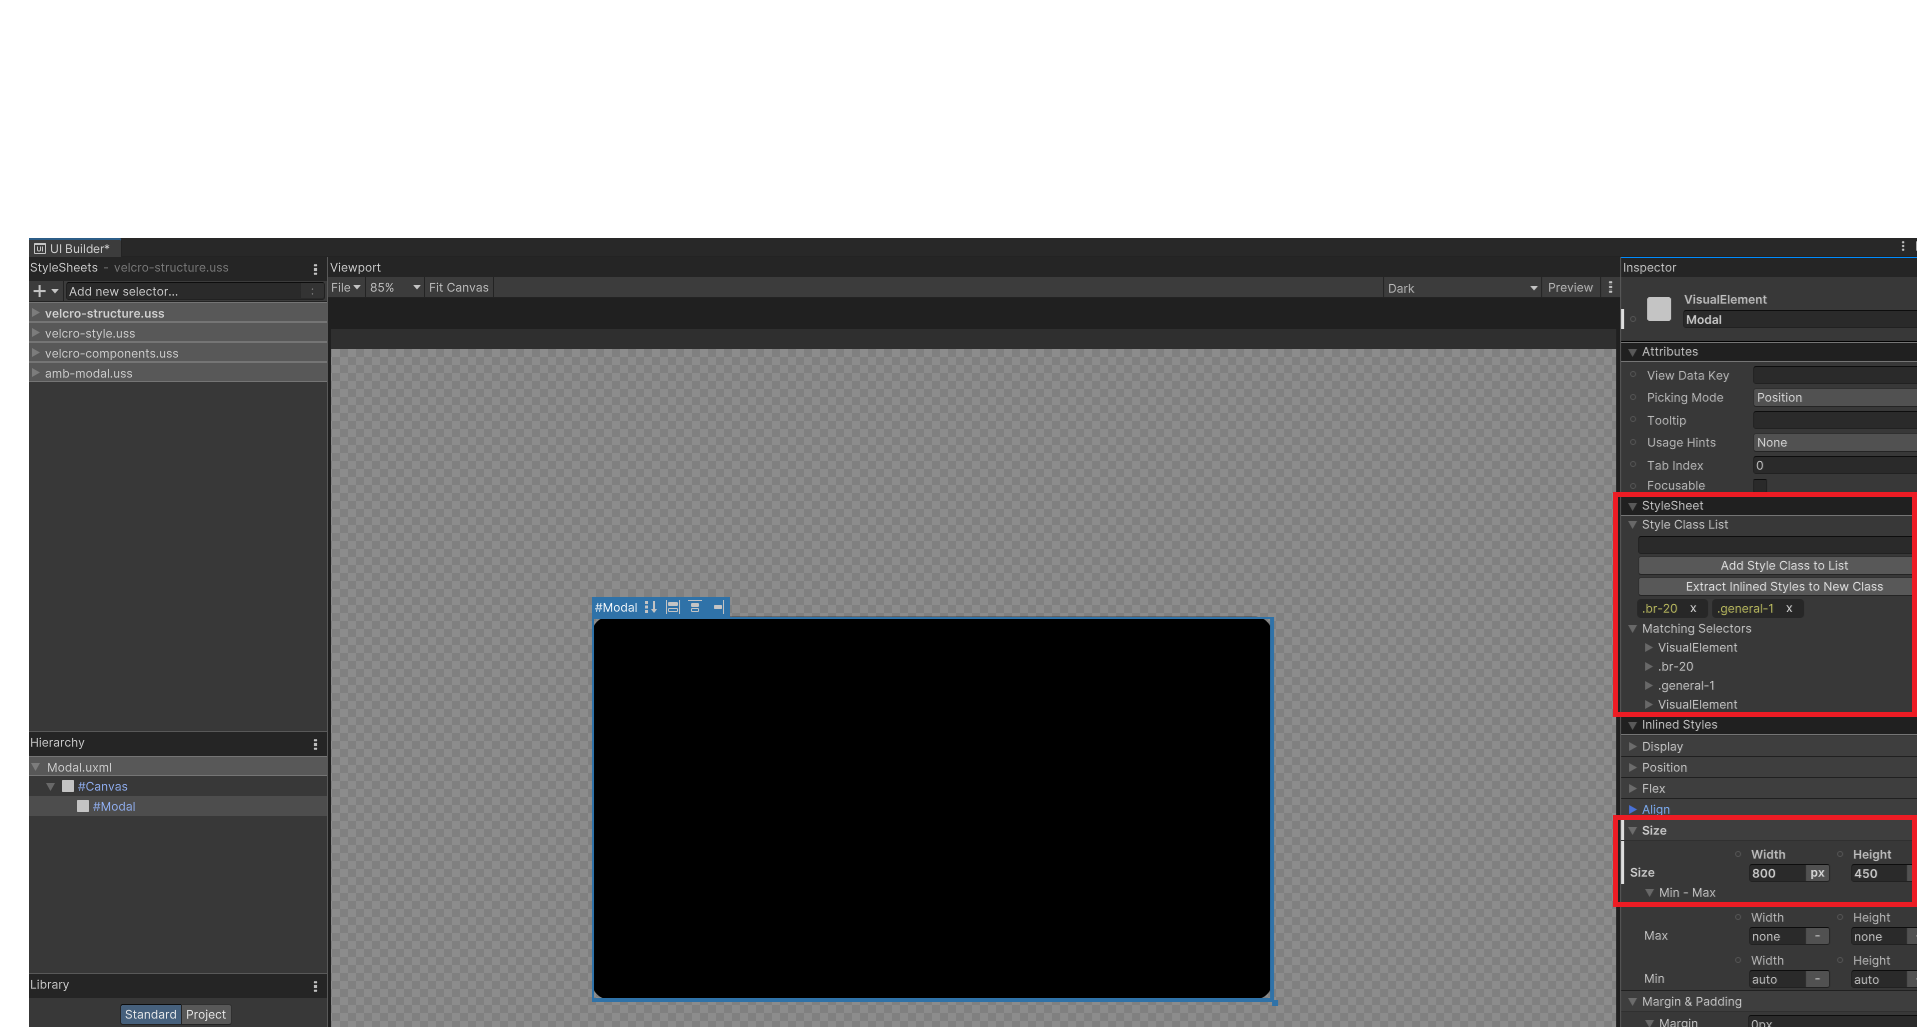 UI Builder*
StyleSheets - velcro-structure.uss
Add new selector...
velcro-structure.uss
velcro-style.uss
velcro-components.uss
amb-modal.uss
Hierarchy
Modal.uxml
#Canvas
#Modal
Library
Standard Project
Viewport
File 85% Fit Canvas Dark Preview
#Modal
Inspector
VisualElement
Modal
Attributes
View Data Key
Picking Mode Position
Tooltip
Usage Hints None
Tab Index 0
Focusable
StyleSheet
Style Class List
Add Style Class to List
Extract Inlined Styles to New Class
.br-20 x .general-1 x
Matching Selectors
VisualElement
.br-20
.general-1
VisualElement
Inlined Styles
Display
Position
Flex
Align
Size
Width Height
Size 800 px 450
Min - Max
Width Height
Max none - none -
Width Height
Min auto - auto -
Margin & Padding
Margin 0px